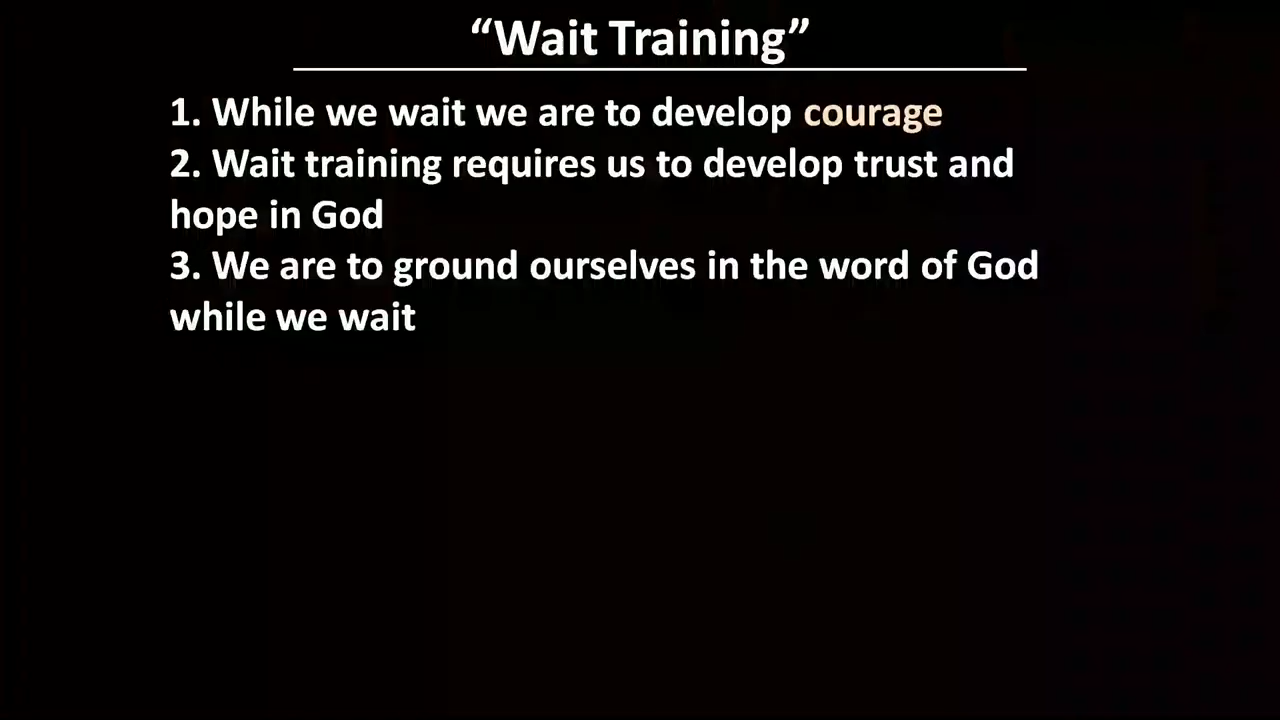 “Wait Training”
1. While we wait we are to develop courage
2. Wait training requires us to develop trust and
hope in God
3. We are to ground ourselves in the word of God
while we wait